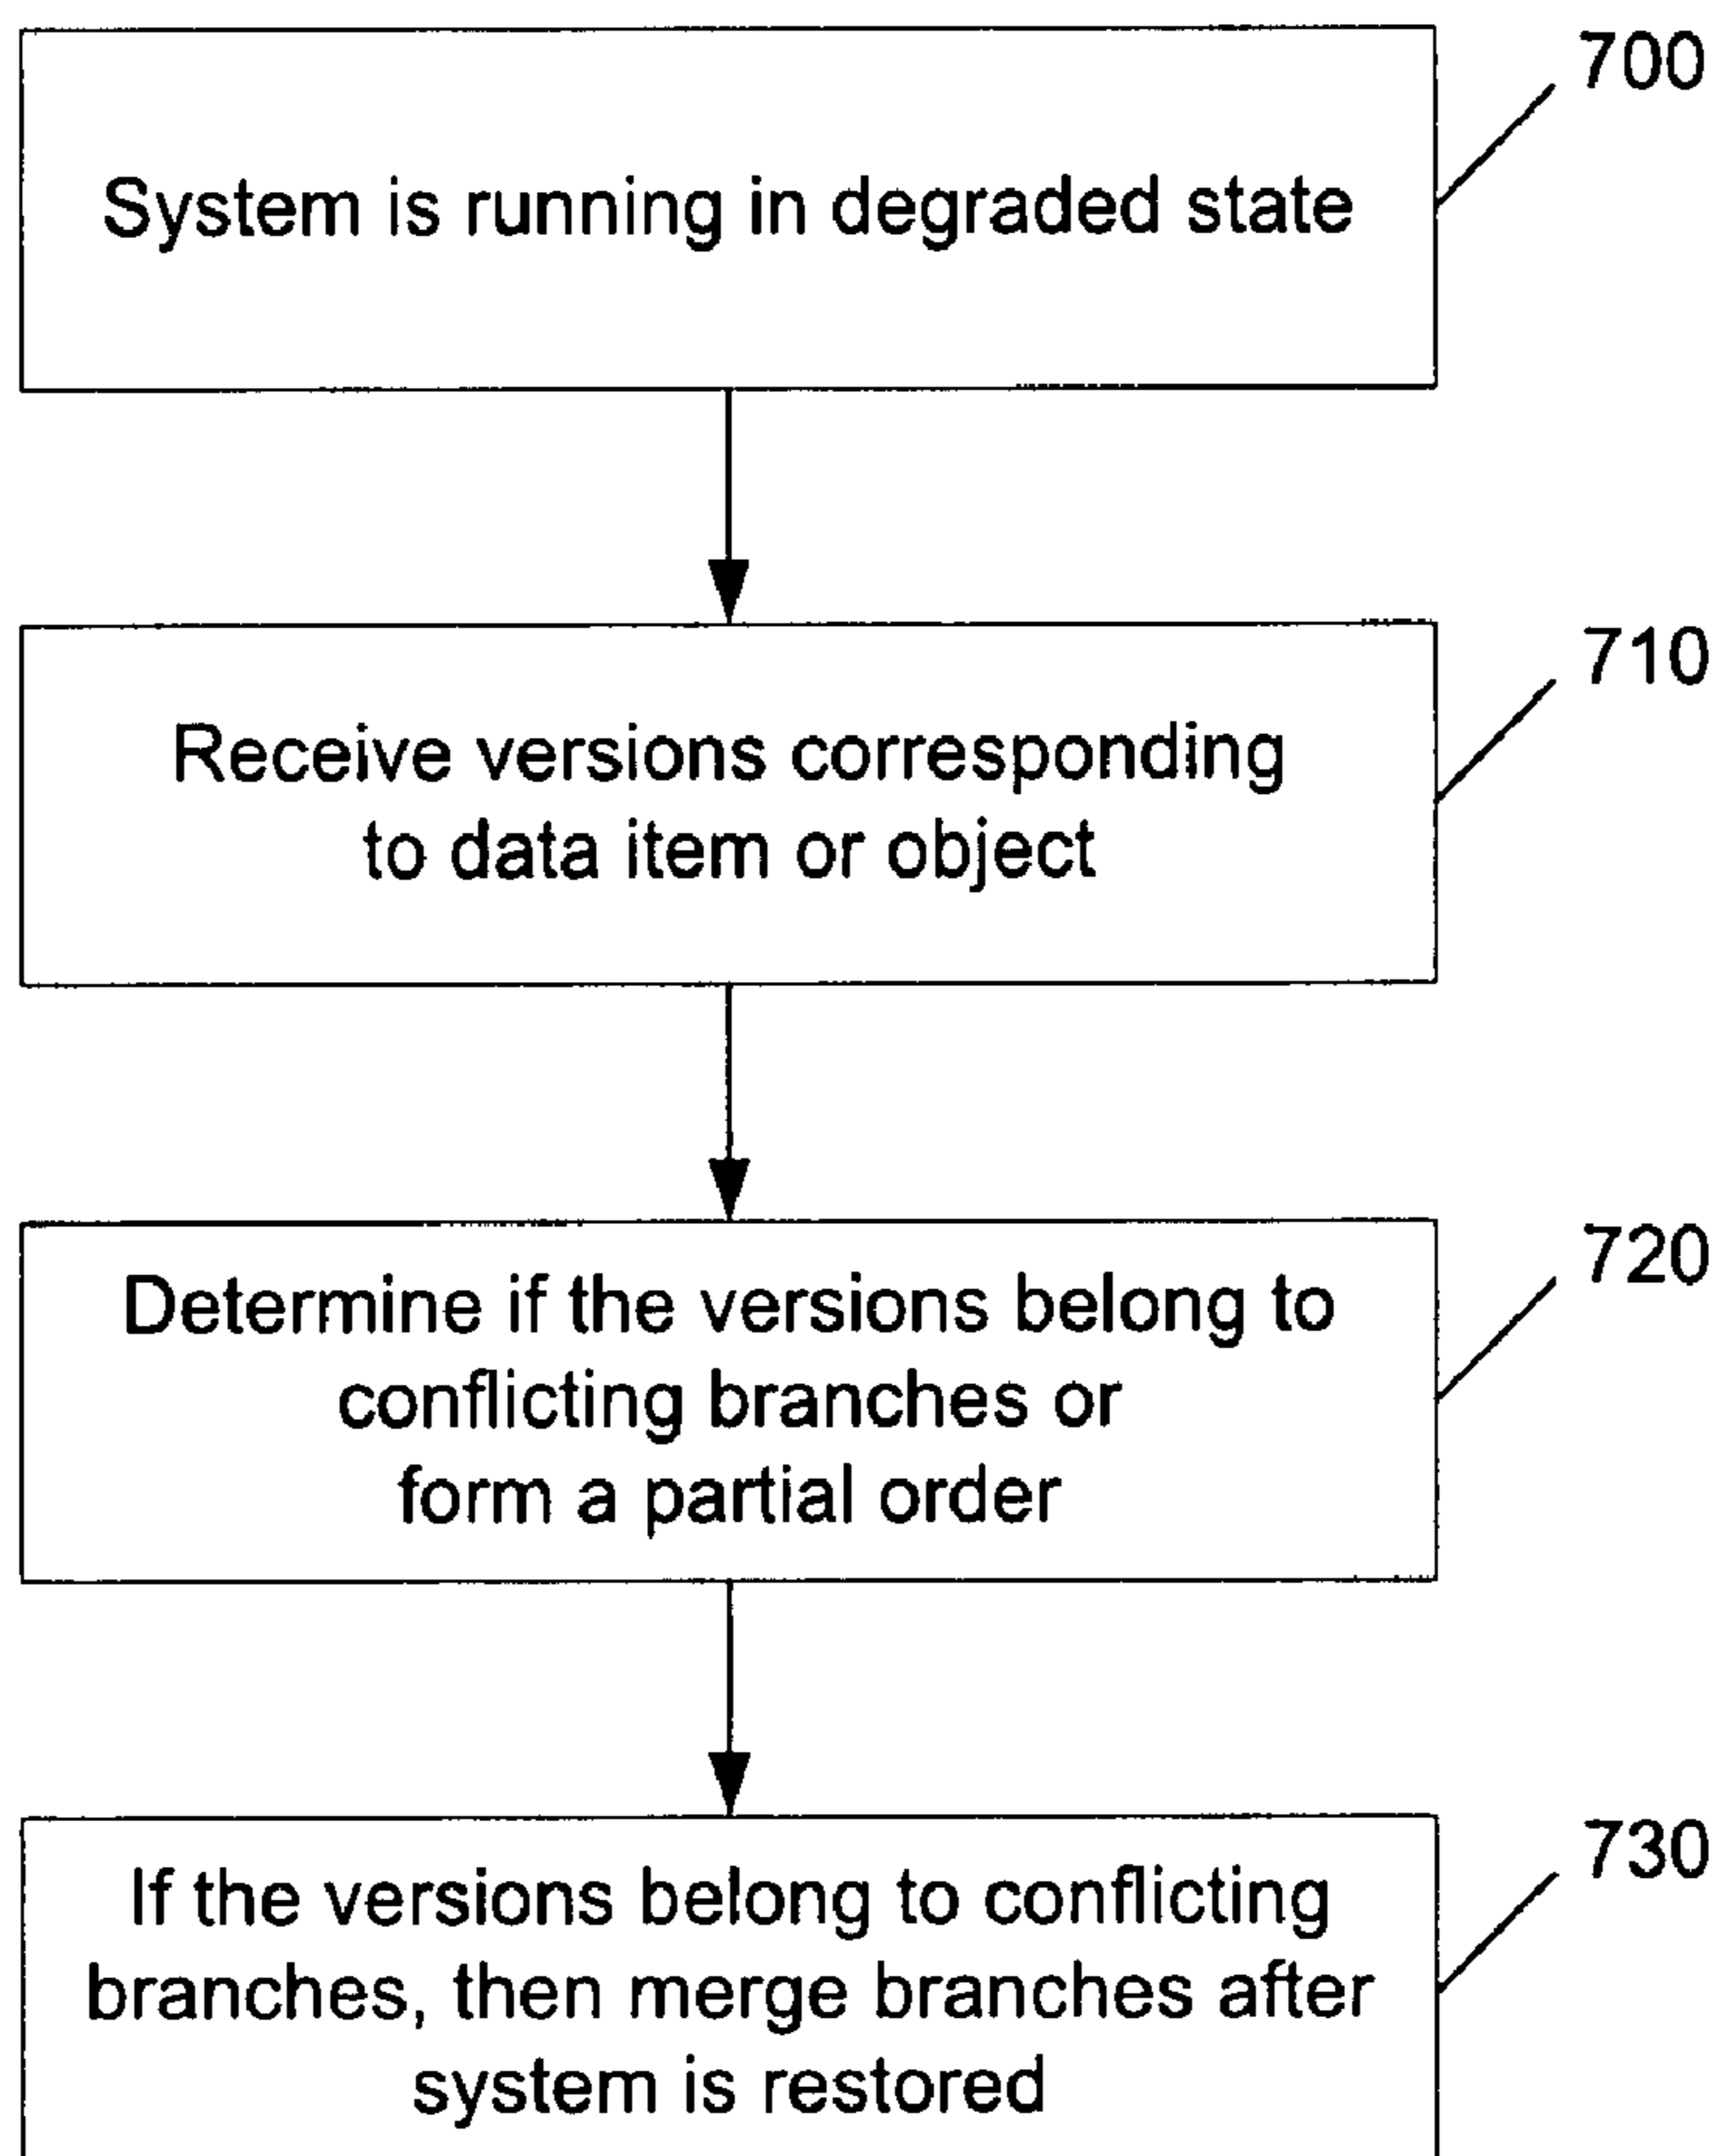 700
System is running in degraded state
710
Receive versions corresponding
to data item or object
720
Determine if the versions belong to
conflicting branches or
form a partial order
730
If the versions belong to conflicting
branches, then merge branches after
system is restored